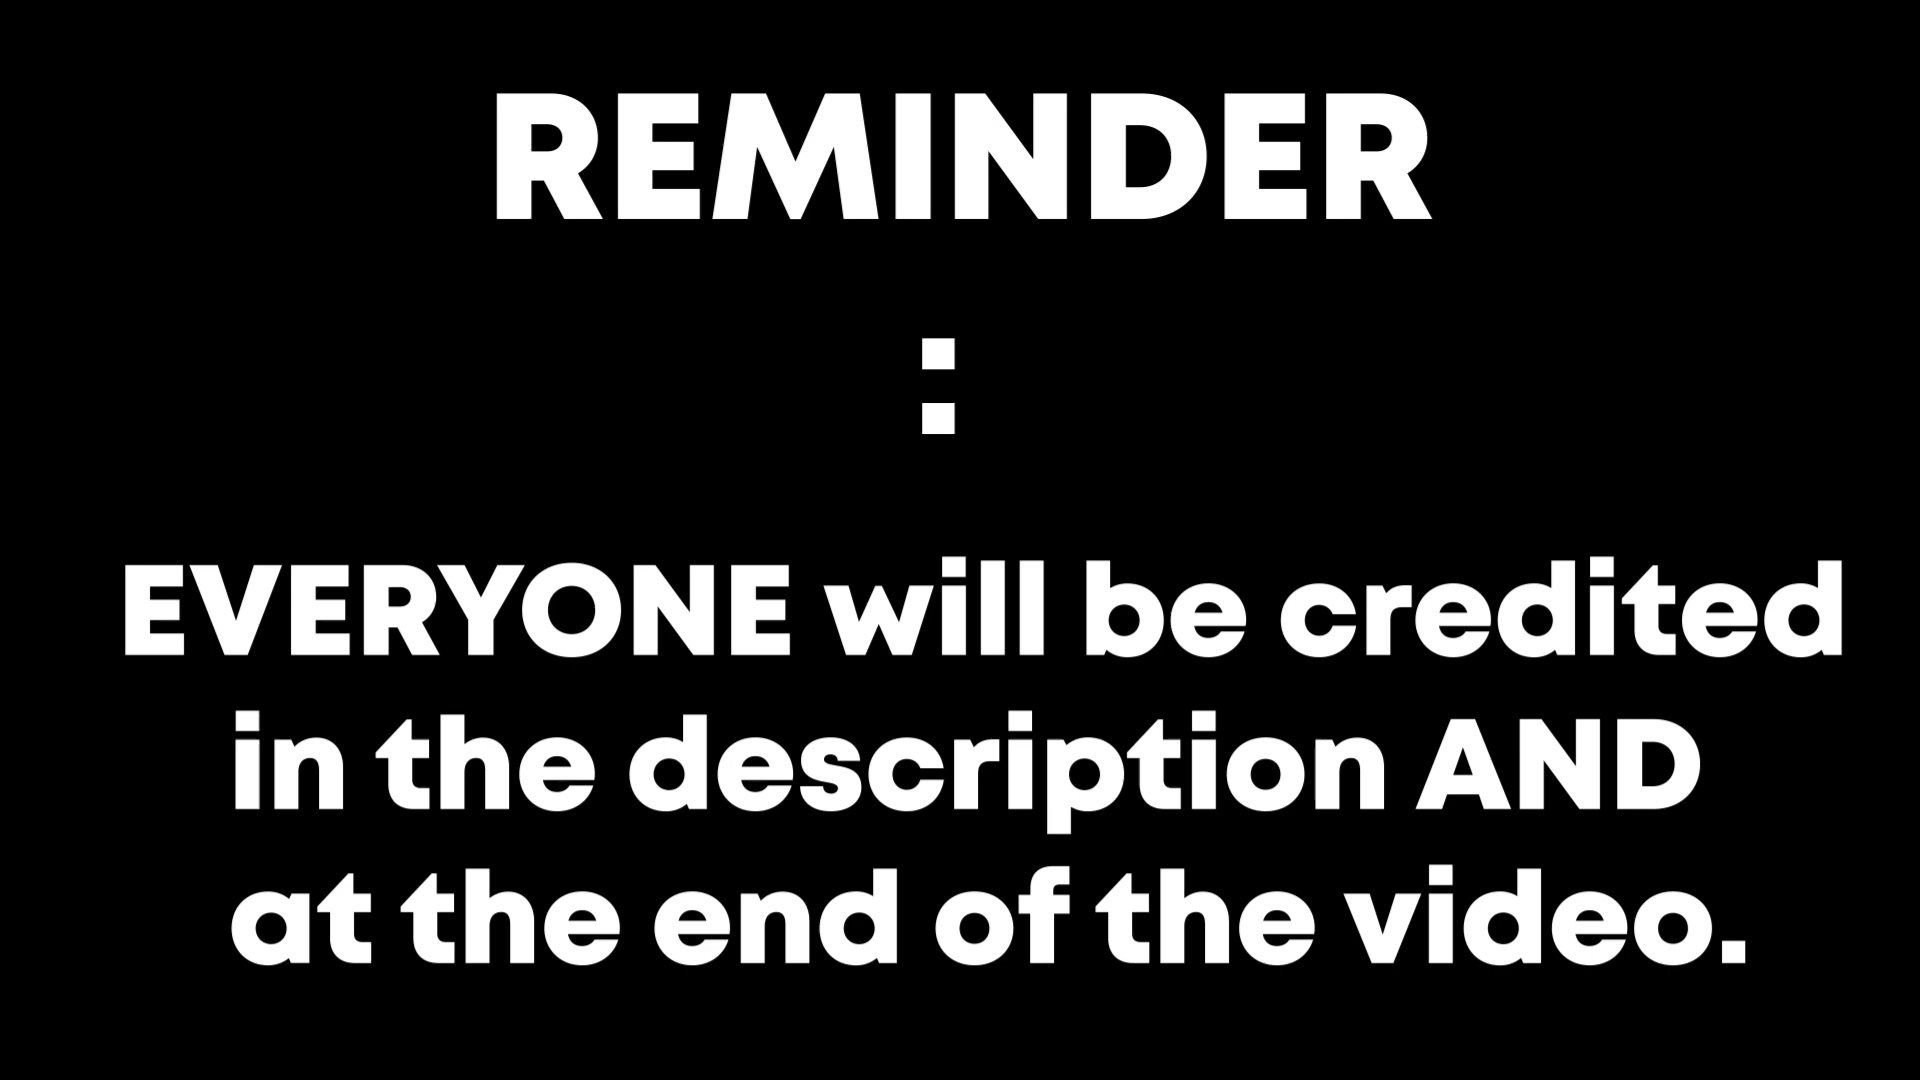 REMINDER
:
EVERYONE will be credited
in the description AND
at the end of the video.